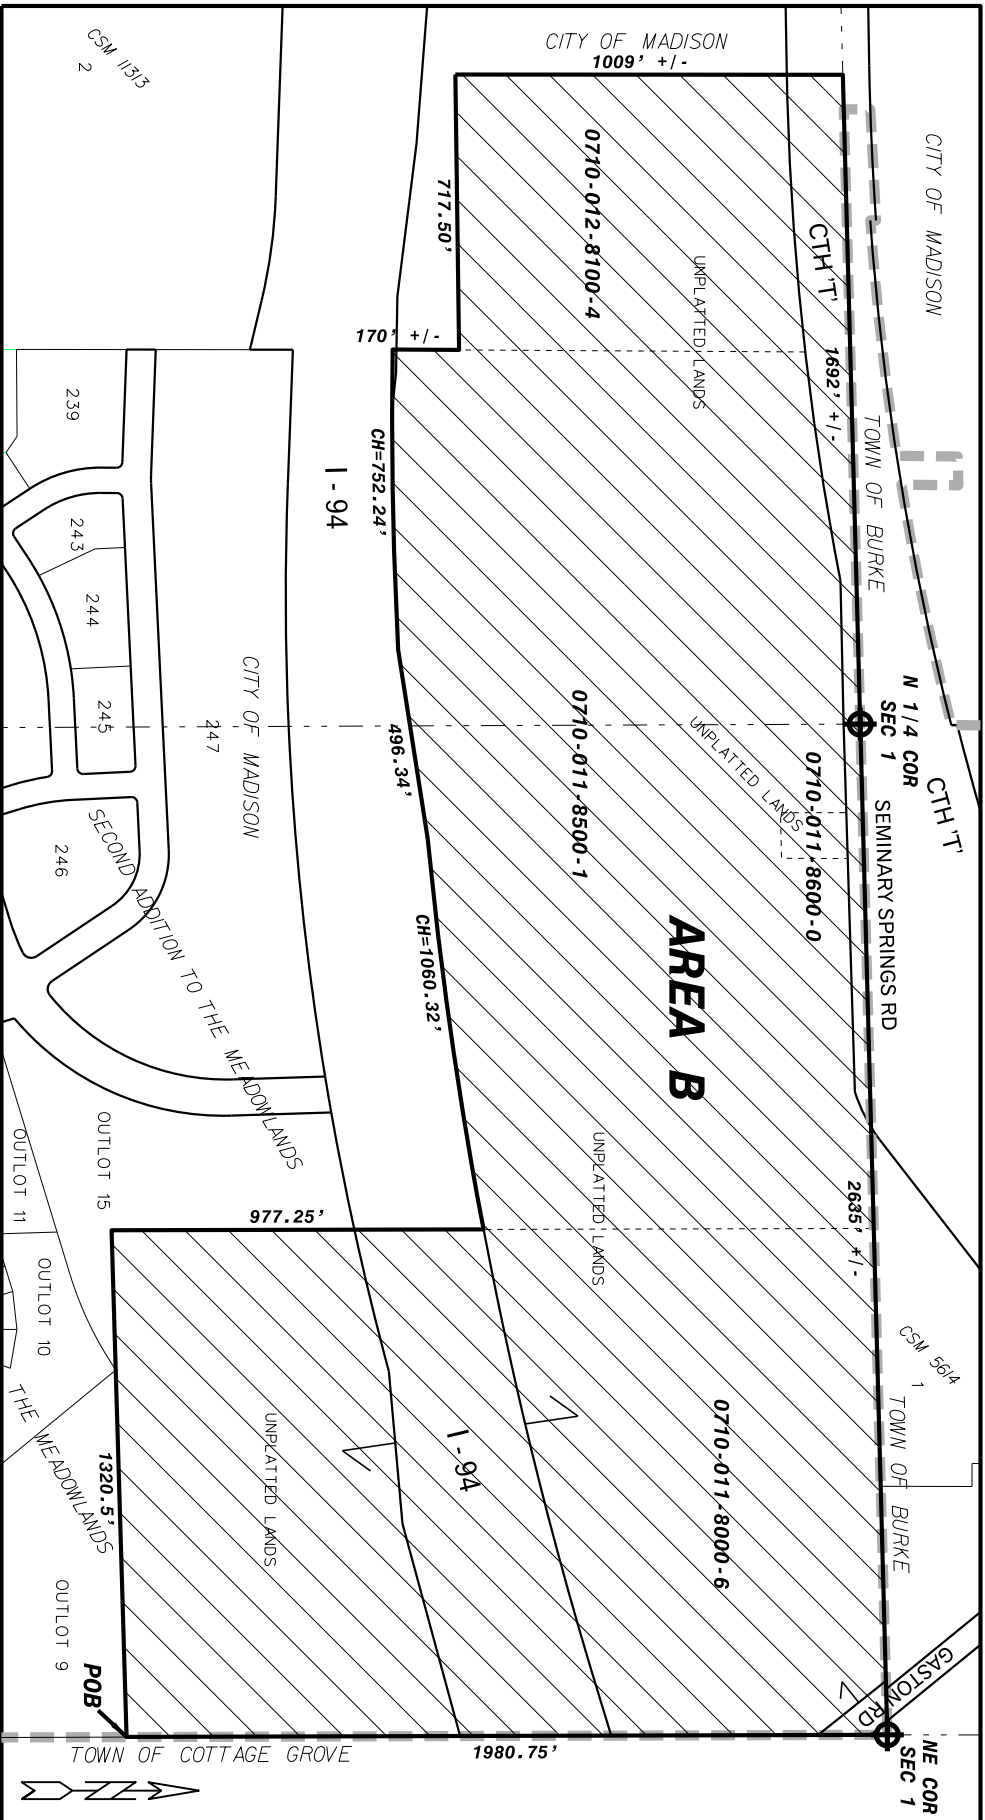 CSM 11313
2
CITY OF MADISON
1009' +/-
CITY OF MADISON
0710-012-8100-4
717.50'
CTH 'T'
UNPLATTED LANDS
170' +/-
1692' +/-
TOWN OF BURKE
239
CH=752.24'
I-94
243
244
245
247
CITY OF MADISON
496.34'
0710-011-8500-1
UNPLATTED LANDS
0710-011-8600-0
N 1/4 COR
SEC 1
CTH 'T'
SEMINARY SPRINGS RD
246
SECOND ADDITION TO THE MEADOWLANDS
CH=1060.32'
AREA B
OUTLOT 15
OUTLOT 11
OUTLOT 10
977.25'
UNPLATTED LANDS
2635' +/-
CSM 5614
1
TOWN OF BURKE
THE MEADOWLANDS
1320.5'
UNPLATTED LANDS
I-94
0710-011-8000-6
OUTLOT 9
POB
GASTON RD
TOWN OF COTTAGE GROVE
1980.75'
NE COR
SEC 1
N